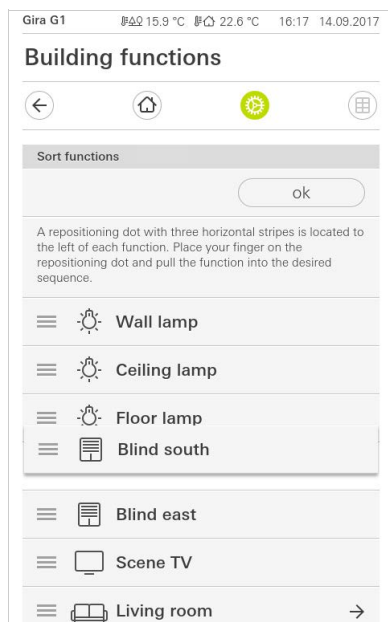 Gira G1 15.9 °C 22.6 °C 16:17 14.09.2017
Building functions
Sort functions
ok
A repositioning dot with three horizontal stripes is located to
the left of each function. Place your finger on the
repositioning dot and pull the function into the desired
sequence.
Wall lamp
Ceiling lamp
Floor lamp
Blind south
Blind east
Scene TV
Living room